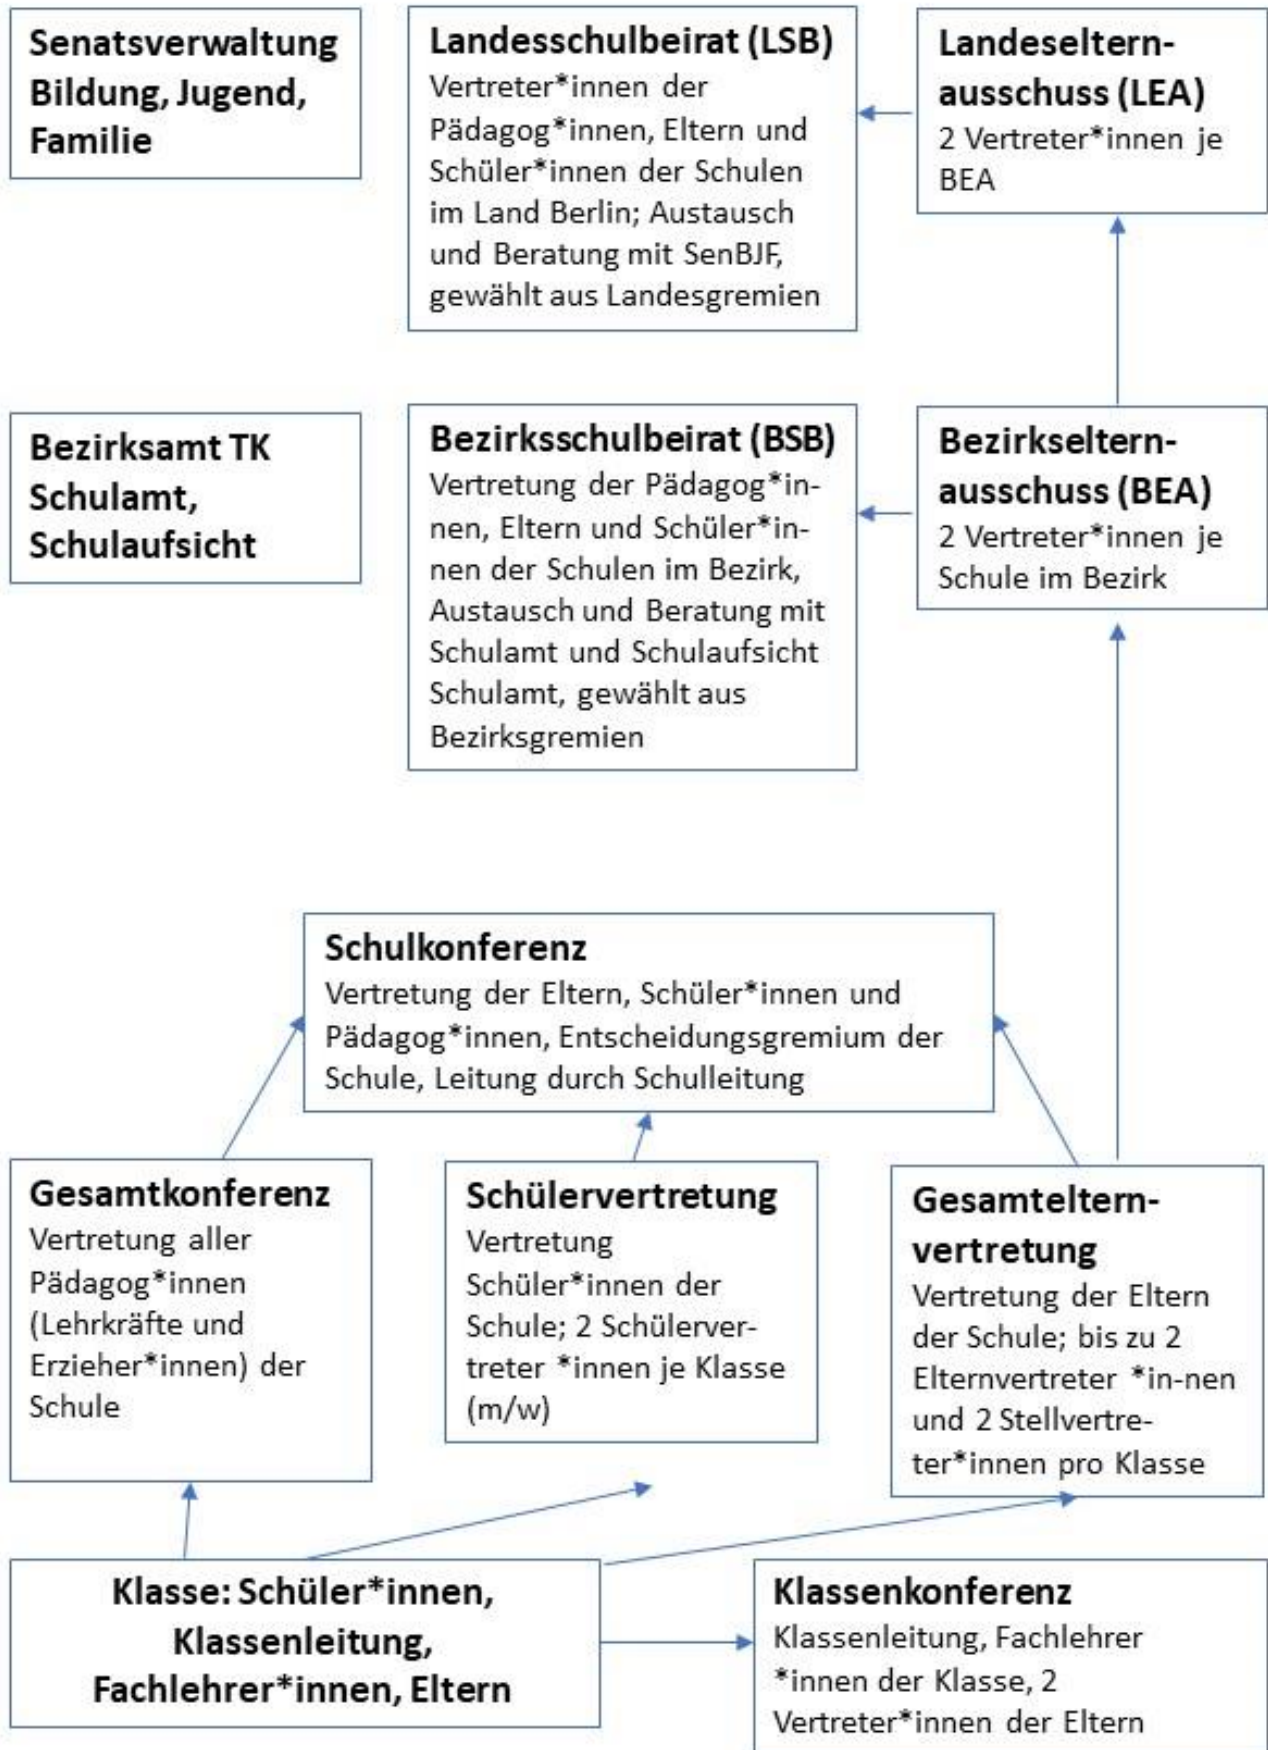 Senatsverwaltung
Bildung, Jugend,
Familie
Landesschulbeirat (LSB)
Vertreter*innen der
Pädagog*innen, Eltern und
Schüler*innen der Schulen
im Land Berlin; Austausch
und Beratung mit SenBJF,
gewählt aus Landesgremien
Landeseltern-
ausschuss (LEA)
2 Vertreter*innen je
BEA
Bezirksamt TK
Schulamt,
Schulaufsicht
Bezirksschulbeirat (BSB)
Vertretung der Pädagog*in-
nen, Eltern und Schüler*in-
nen der Schulen im Bezirk,
Austausch und Beratung mit
Schulamt und Schulaufsicht
Schulamt, gewählt aus
Bezirksgremien
Bezirkseltern-
ausschuss (BEA)
2 Vertreter*innen je
Schule im Bezirk
Schulkonferenz
Vertretung der Eltern, Schüler*innen und
Pädagog*innen, Entscheidungsgremium der
Schule, Leitung durch Schulleitung
Gesamtkonferenz
Vertretung aller
Pädagog*innen
(Lehrkräfte und
Erzieher*innen) der
Schule
Schülervertretung
Vertretung
Schüler*innen der
Schule; 2 Schülerver-
treter *innen je Klasse
(m/w)
Gesamteltern-
vertretung
Vertretung der Eltern
der Schule; bis zu 2
Elternvertreter *in-nen
und 2 Stellvertre-
ter*innen pro Klasse
Klasse: Schüler*innen,
Klassenleitung,
Fachlehrer*innen, Eltern
Klassenkonferenz
Klassenleitung, Fachlehrer
*innen der Klasse, 2
Vertreter*innen der Eltern